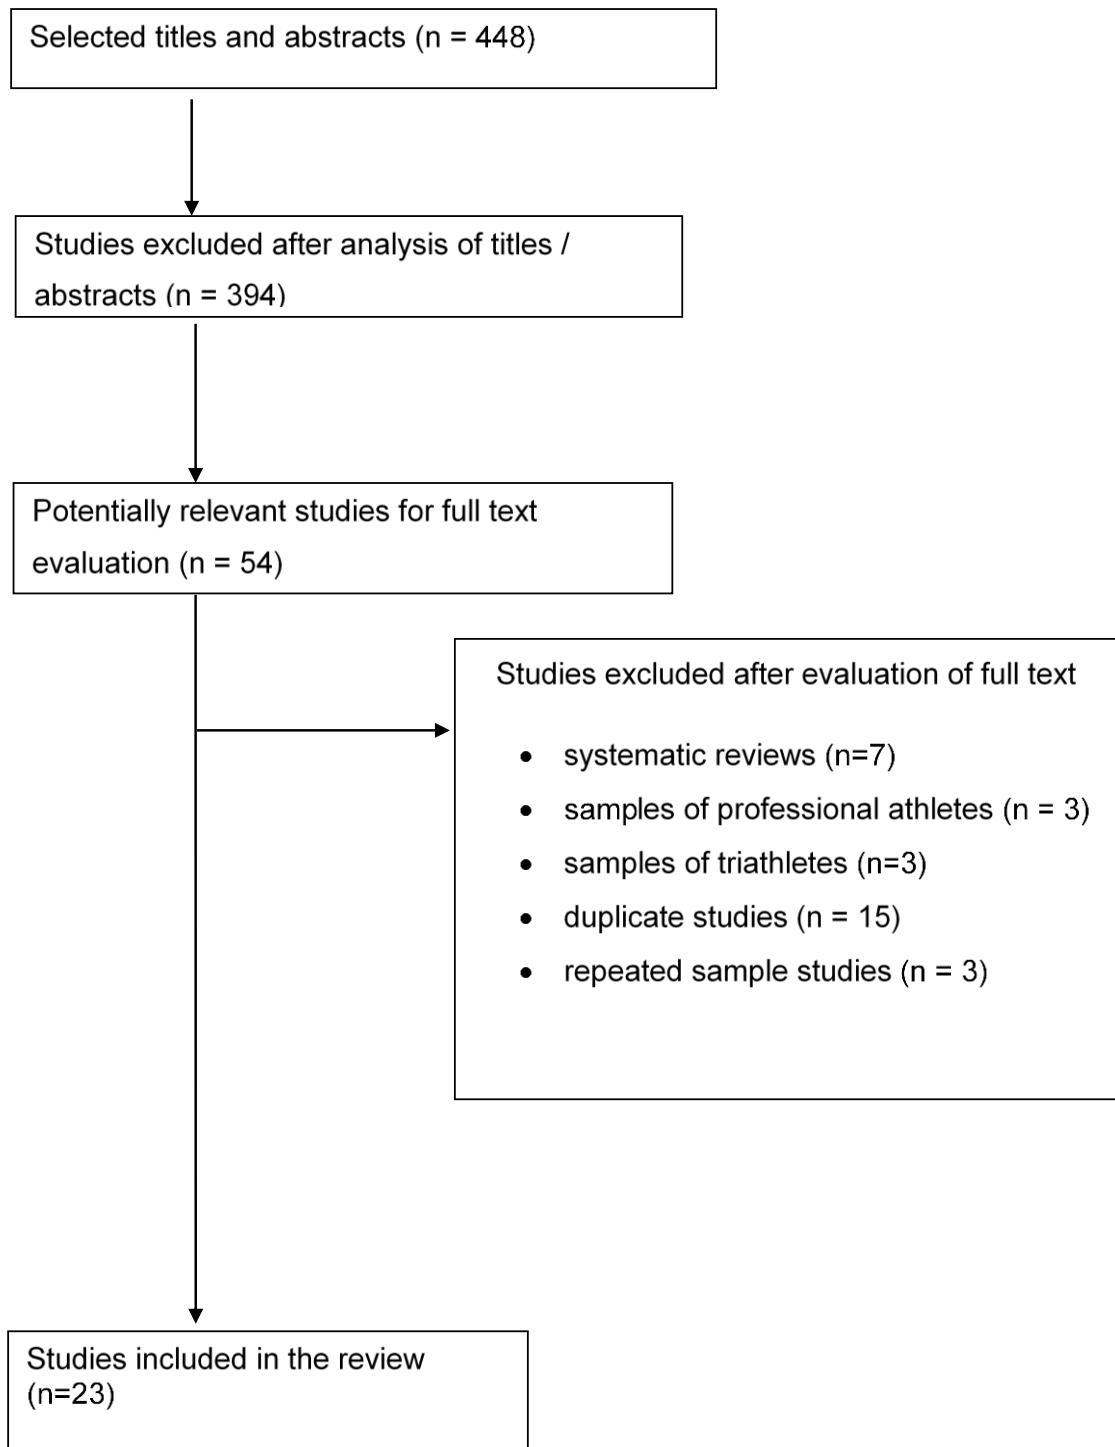 Selected titles and abstracts (n = 448)
Studies excluded after analysis of titles /
abstracts (n = 394)
Potentially relevant studies for full text
evaluation (n = 54)
Studies excluded after evaluation of full text
• systematic reviews (n=7)
• samples of professional athletes (n = 3)
• samples of triathletes (n=3)
• duplicate studies (n = 15)
• repeated sample studies (n = 3)
Studies included in the review
(n=23)